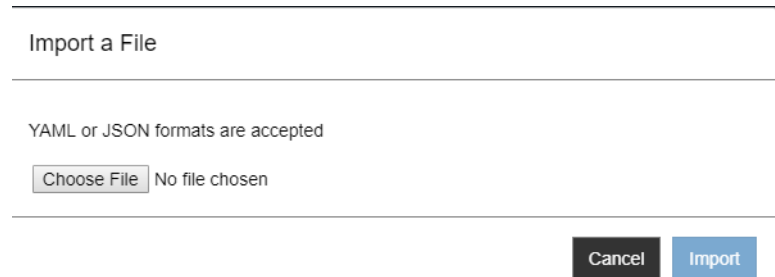 Import a File
YAML or JSON formats are accepted
Choose File No file chosen
Cancel Import